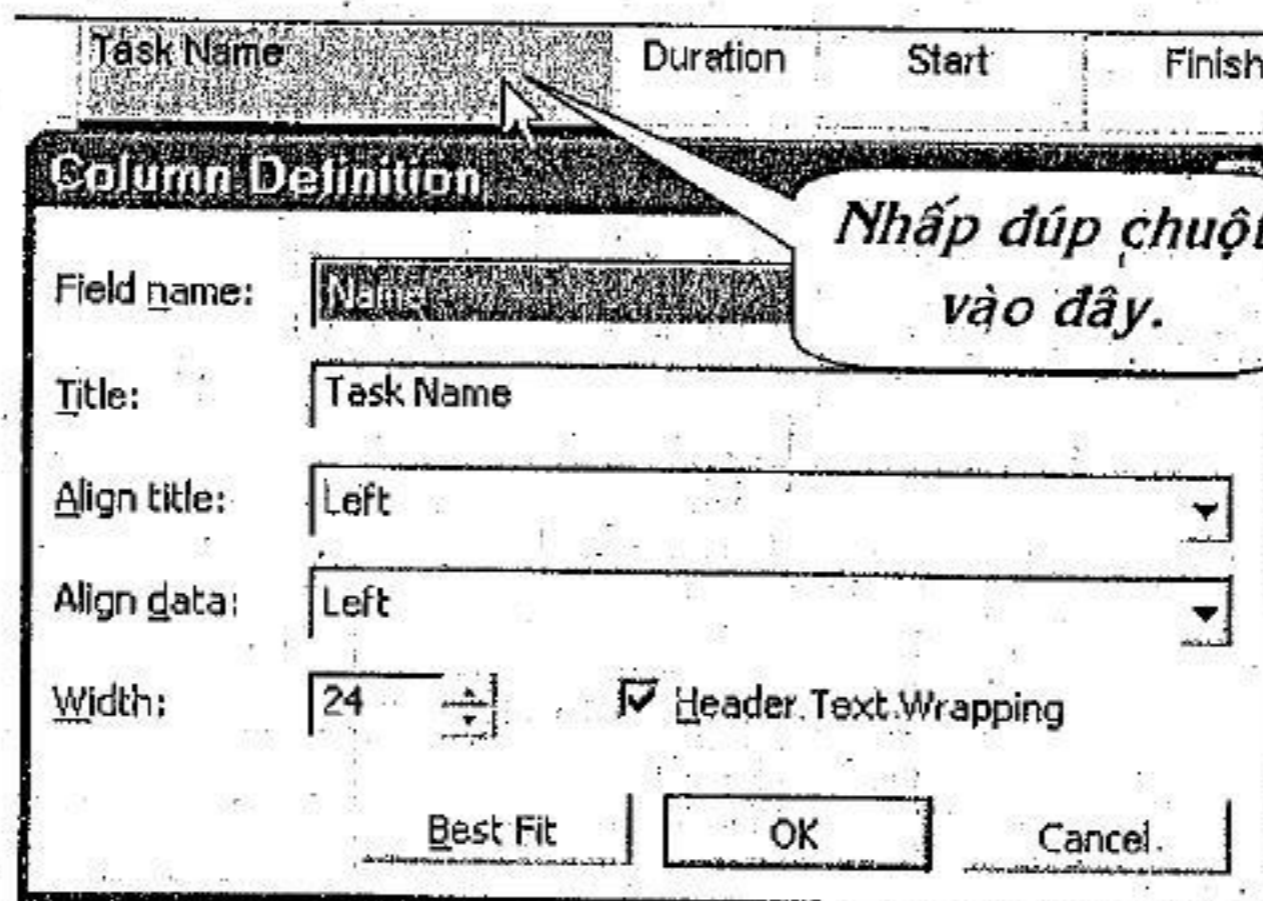 Task Name Duration Start Finish
Column Definition
Nhấp đúp chuột
vào đây.
Field name: Name
Title: Task Name
Align title: Left
Align data: Left
Width: 24 Header Text Wrapping
Best Fit OK Cancel